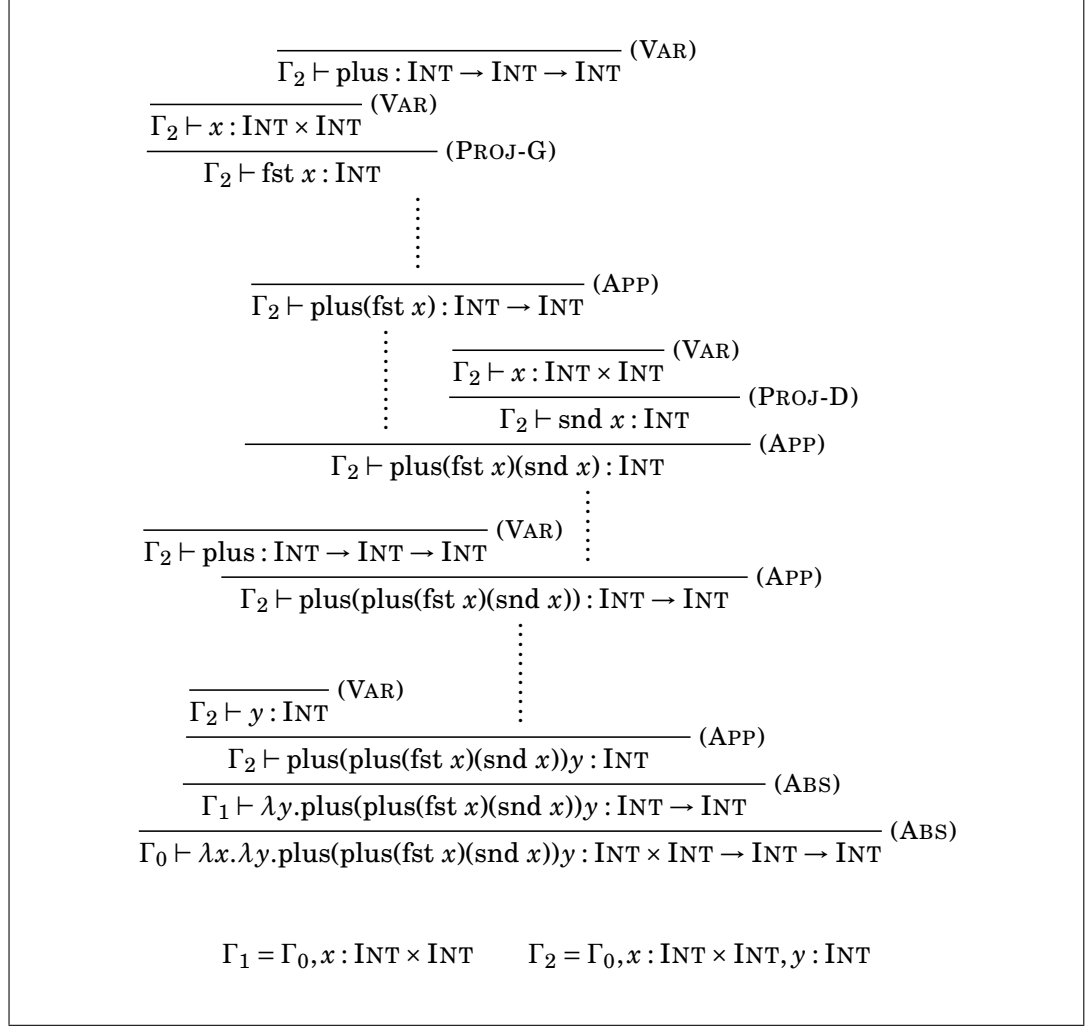 (VAR)
Γ₂ ⊢ plus : INT → INT → INT
(VAR)
Γ₂ ⊢ x : INT × INT
(PROJ-G)
Γ₂ ⊢ fst x : INT
(APP)
Γ₂ ⊢ plus(fst x) : INT → INT
(VAR)
Γ₂ ⊢ x : INT × INT
(PROJ-D)
Γ₂ ⊢ snd x : INT
(APP)
Γ₂ ⊢ plus(fst x)(snd x) : INT
(VAR)
Γ₂ ⊢ plus : INT → INT → INT
(APP)
Γ₂ ⊢ plus(plus(fst x)(snd x)) : INT → INT
(VAR)
Γ₂ ⊢ y : INT
(APP)
Γ₂ ⊢ plus(plus(fst x)(snd x))y : INT
(ABS)
Γ₁ ⊢ λy.plus(plus(fst x)(snd x))y : INT → INT
(ABS)
Γ₀ ⊢ λx.λy.plus(plus(fst x)(snd x))y : INT × INT → INT → INT
Γ₁ = Γ₀, x : INT × INT Γ₂ = Γ₀, x : INT × INT, y : INT